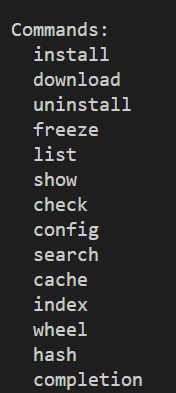 Commands:
install
download
uninstall
freeze
list
show
check
config
search
cache
index
wheel
hash
completion